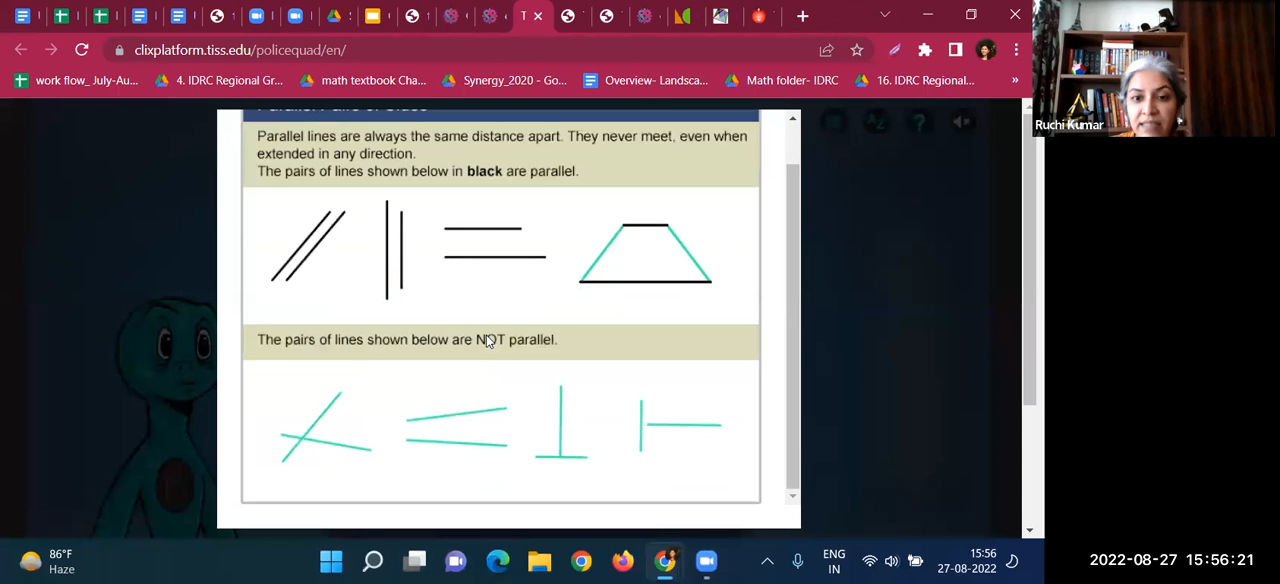 clixplatform.tiss.edu/policequad/en/
work flow_ July-Au...
4. IDRC Regional Gr...
math textbook Cha...
Synergy_2020 - Go...
Overview- Landsca...
Math folder- IDRC
16. IDRC Regional...
»
Parallel lines are always the same distance apart. They never meet, even when
extended in any direction.
The pairs of lines shown below in black are parallel.
The pairs of lines shown below are NOT parallel.
Ruchi Kumar
86°F
Haze
ENG
IN
15:56
27-08-2022
2022-08-27 15:56:21